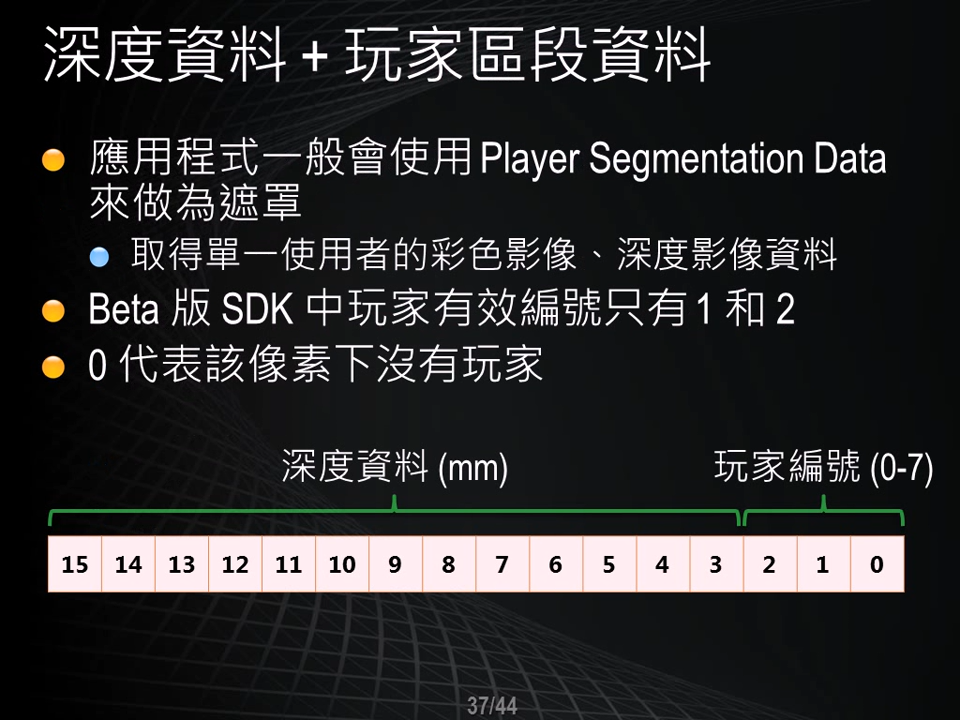 深度資料 + 玩家區段資料
應用程式一般會使用 Player Segmentation Data
來做為遮罩
取得單一使用者的彩色影像、深度影像資料
Beta 版 SDK 中玩家有效編號只有 1 和 2
0 代表該像素下沒有玩家
深度資料 (mm) 玩家編號 (0-7)
15 14 13 12 11 10 9 8 7 6 5 4 3 2 1 0
37/44